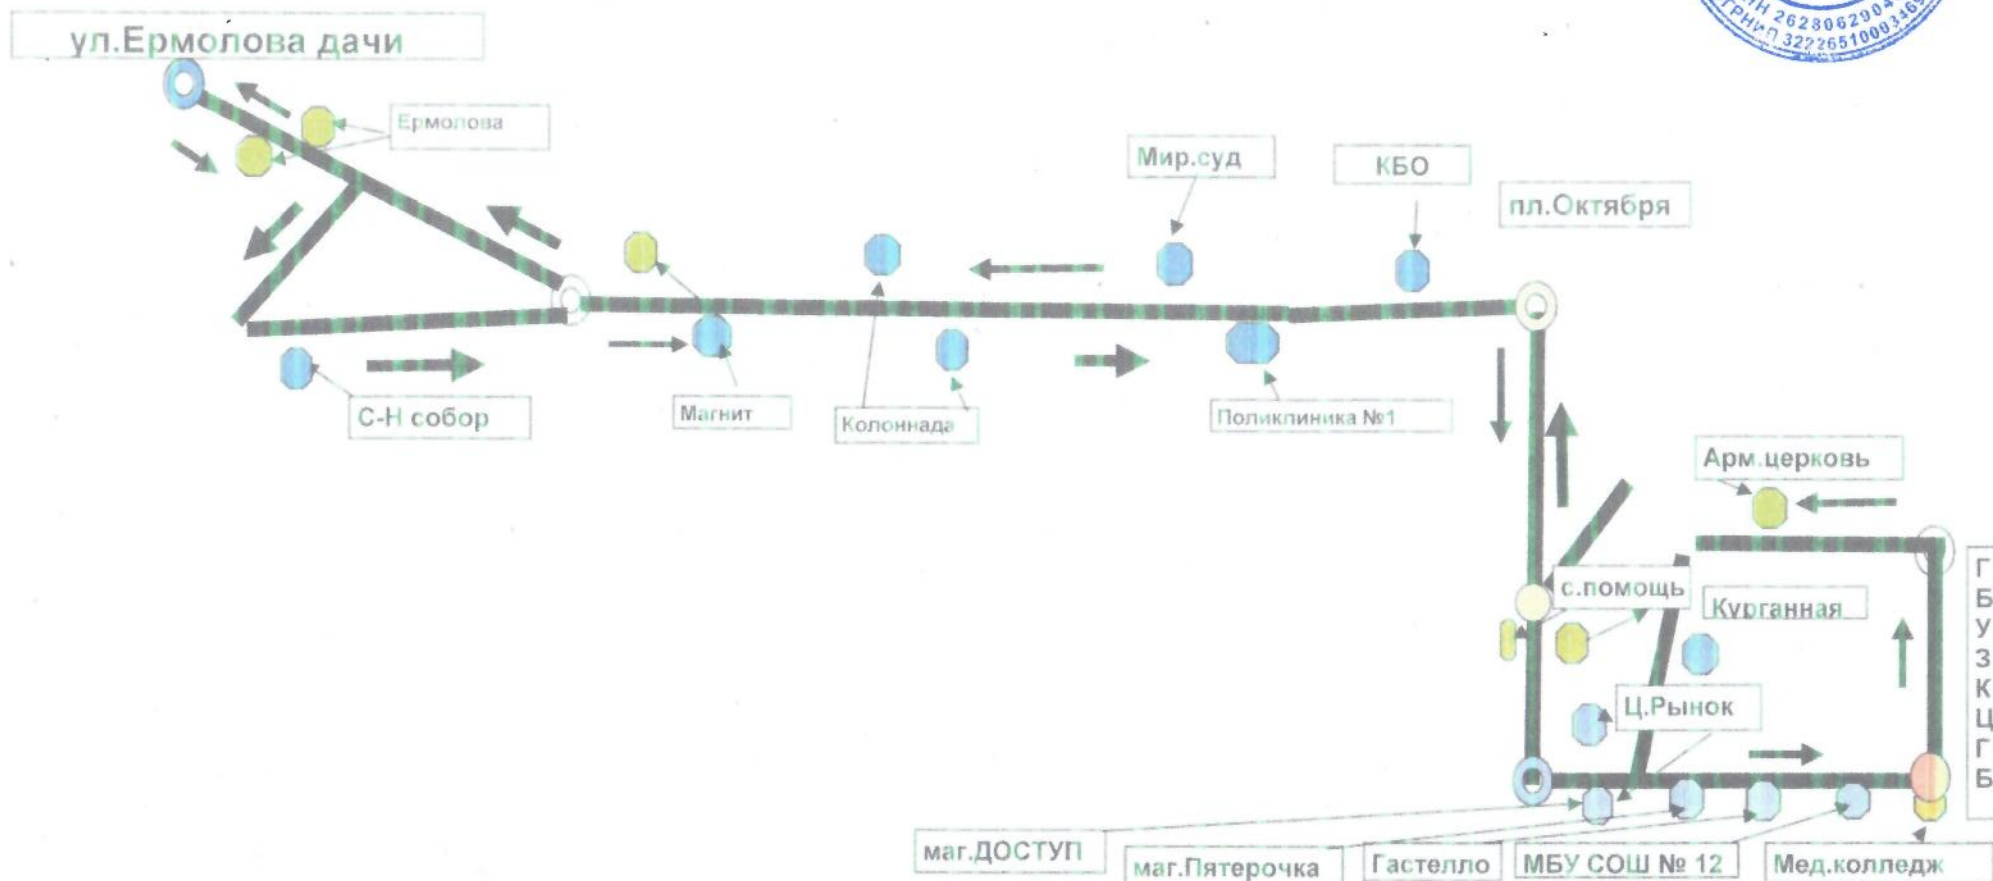 ул.Ермолова дачи
Ермолова
Мир.суд
КБО
пл.Октября
С-Н собор
Магнит
Колоннада
Поликлиника №1
Арм.церковь
с.помощь
Курганная
Ц.Рынок
ГБУЗКЦГБ
маг.ДОСТУП
маг.Пятерочка
Гастелло
МБУ СОШ № 12
Мед.колледж